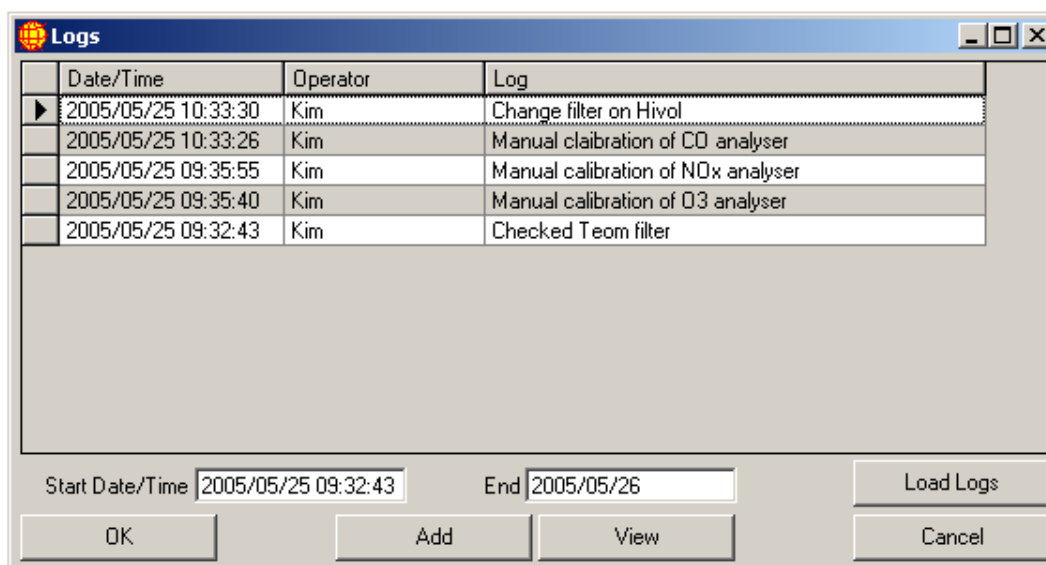 Logs
Date/Time Operator Log
2005/05/25 10:33:30 Kim Change filter on Hivol
2005/05/25 10:33:26 Kim Manual claibration of CO analyser
2005/05/25 09:35:55 Kim Manual calibration of NOx analyser
2005/05/25 09:35:40 Kim Manual calibration of O3 analyser
2005/05/25 09:32:43 Kim Checked Teom filter
Start Date/Time 2005/05/25 09:32:43 End 2005/05/26 Load Logs
OK Add View Cancel